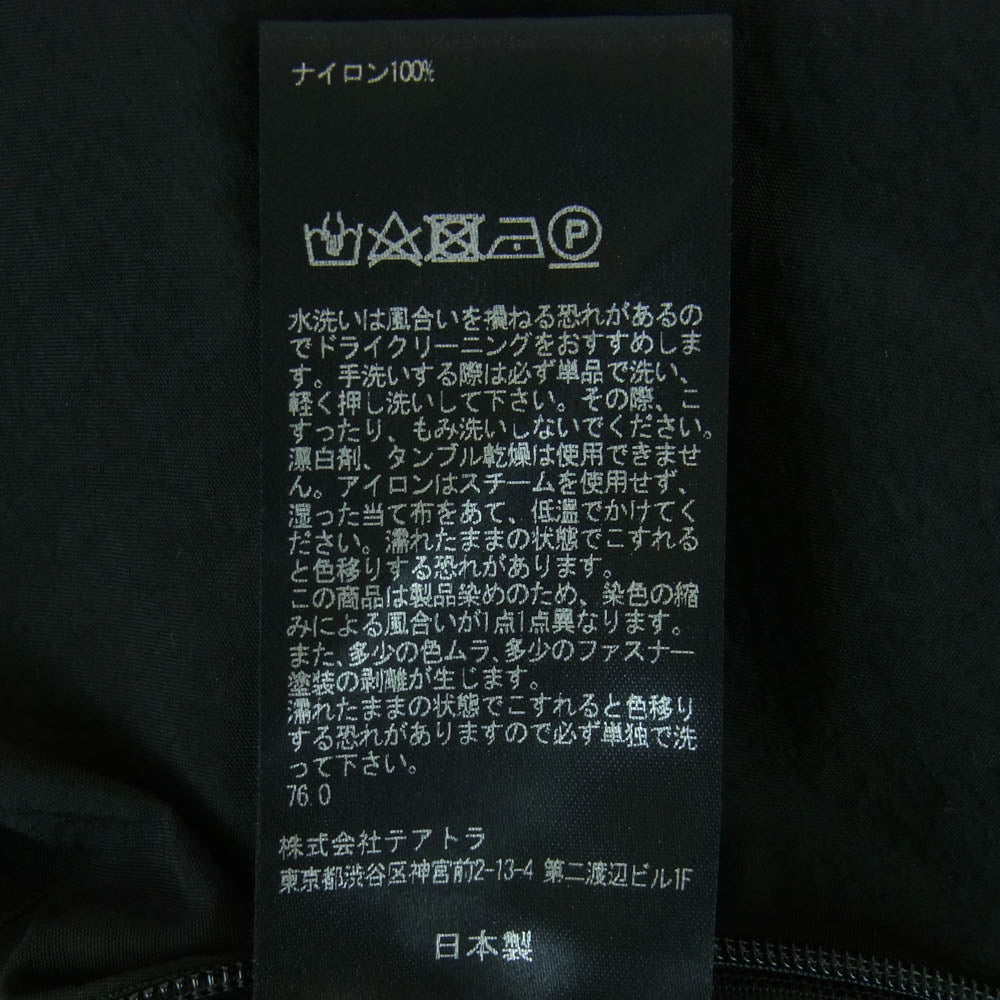 ナイロン100%
P
水洗いは風合いを損ねる恐れがあるの
でドライクリーニングをおすすめしま
す。手洗いする際は必ず単品で洗い、
軽く押し洗いして下さい。その際、こ
すったり、もみ洗いしないでください。
漂白剤、タンブル乾燥は使用できませ
ん。アイロンはスチームを使用せず、
湿った当て布をあて、低温でかけてく
ださい。濡れたままの状態でこすれる
と色移りする恐れがあります。
この商品は製品染めのため、染色の縮
みによる風合いが1点1点異なります。
また、多少の色ムラ、多少のファスナー
塗装の剥離が生じます。
濡れたままの状態でこすれると色移り
する恐れがありますので必ず単独で洗
って下さい。
76.0
株式会社テアトラ
東京都渋谷区神宮前2-13-4 第二渡辺ビル1F
日本製